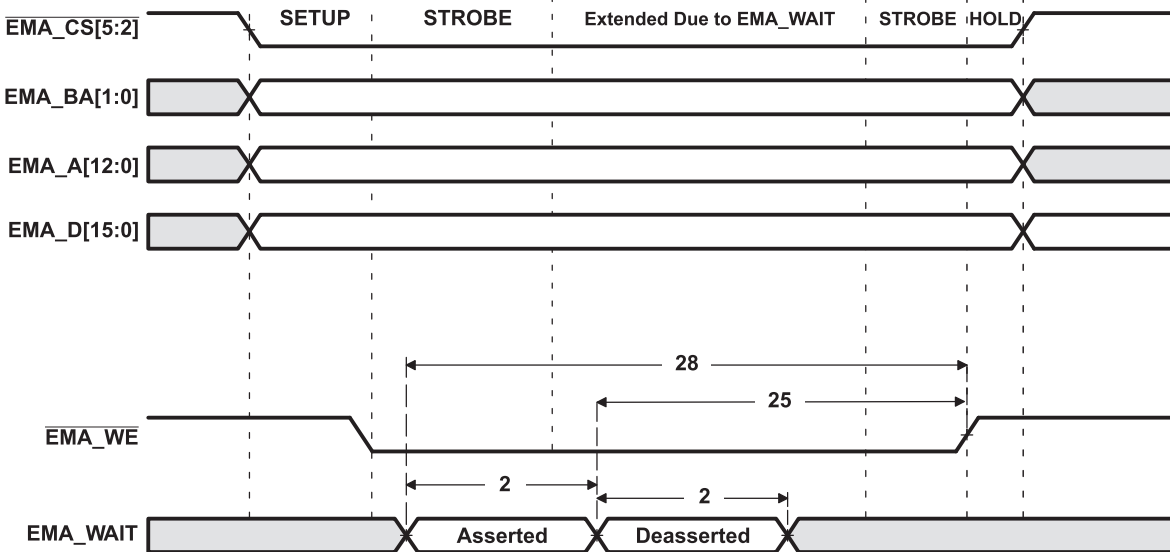 SETUP STROBE Extended Due to EMA_WAIT STROBE HOLD
EMA_CS[5:2]
EMA_BA[1:0]
EMA_A[12:0]
EMA_D[15:0]
28
25
EMA_WE
2
2
EMA_WAIT Asserted Deasserted